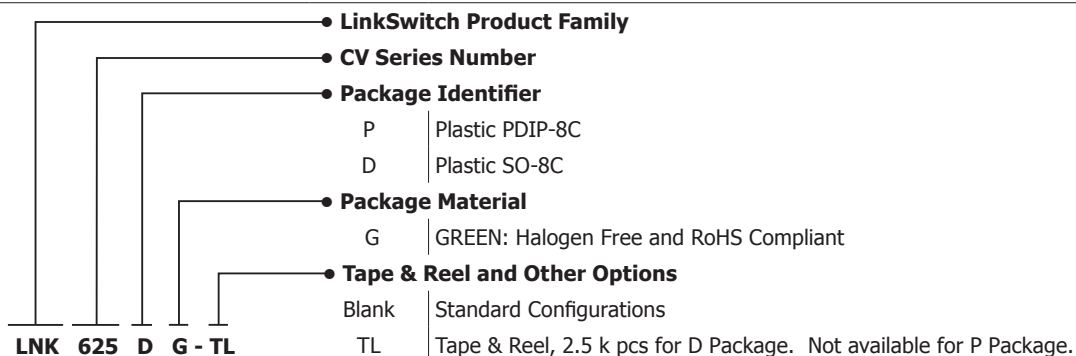 LinkSwitch Product Family
CV Series Number
Package Identifier
P Plastic PDIP-8C
D Plastic SO-8C
Package Material
G GREEN: Halogen Free and RoHS Compliant
Tape & Reel and Other Options
Blank Standard Configurations
LNK 625 D G - TL TL Tape & Reel, 2.5 k pcs for D Package. Not available for P Package.